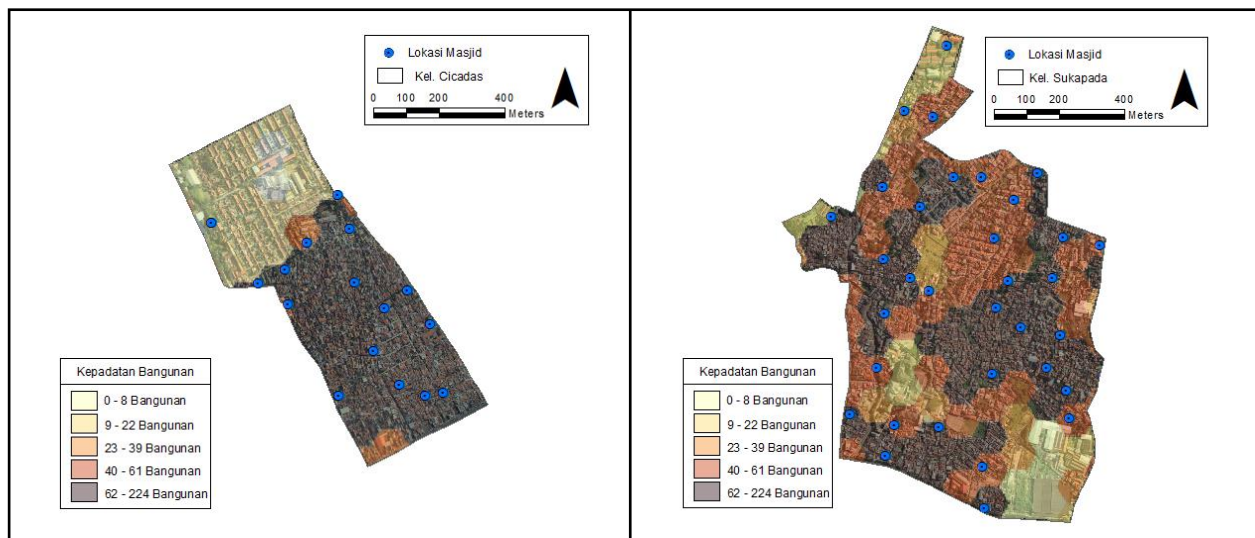 Lokasi Masjid
Kel. Cicadas
0 100 200 400
Meters
Kepadatan Bangunan
0 - 8 Bangunan
9 - 22 Bangunan
23 - 39 Bangunan
40 - 61 Bangunan
62 - 224 Bangunan
Lokasi Masjid
Kel. Sukapada
0 100 200 400
Meters
Kepadatan Bangunan
0 - 8 Bangunan
9 - 22 Bangunan
23 - 39 Bangunan
40 - 61 Bangunan
62 - 224 Bangunan